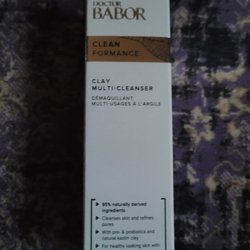 DOCTOR
BABOR
CLEAN
FORMANCE
CLAY
MULTI-CLEANSER
DÉMAQUILLANT
MULTI-USAGES À L'ARGILE
95% naturally derived
ingredients
Cleanses skin and refines
pores
With pre- & probiotics and
natural kaolin clay
For healthy looking skin with